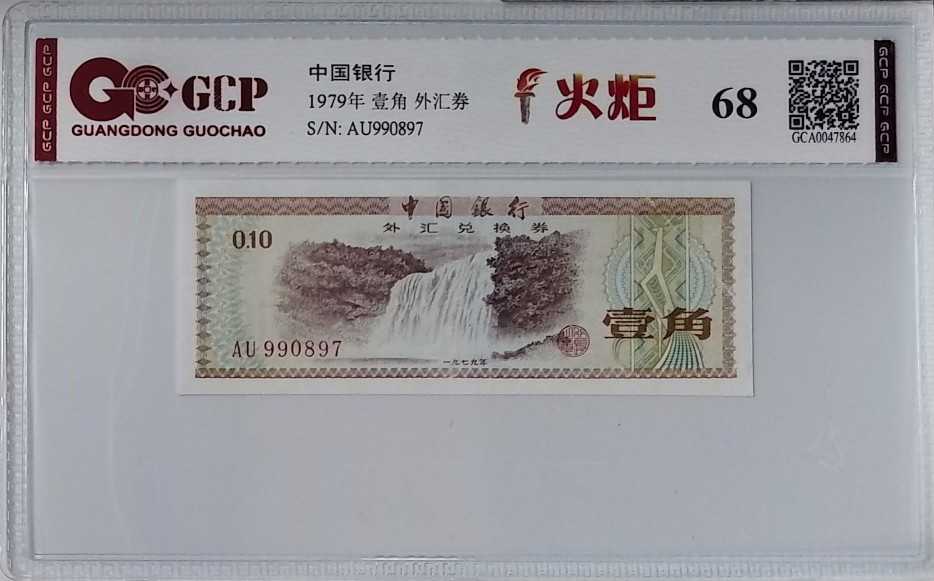 GCP GCP GCP
GCP
GUANGDONG GUOCHAO
中国银行
1979年 壹角 外汇券
S/N: AU990897
火炬
68
GCA0047864
GCP GCP GCP
中国银行
外汇兑换券
0.10
壹角
AU 990897
一九七九年